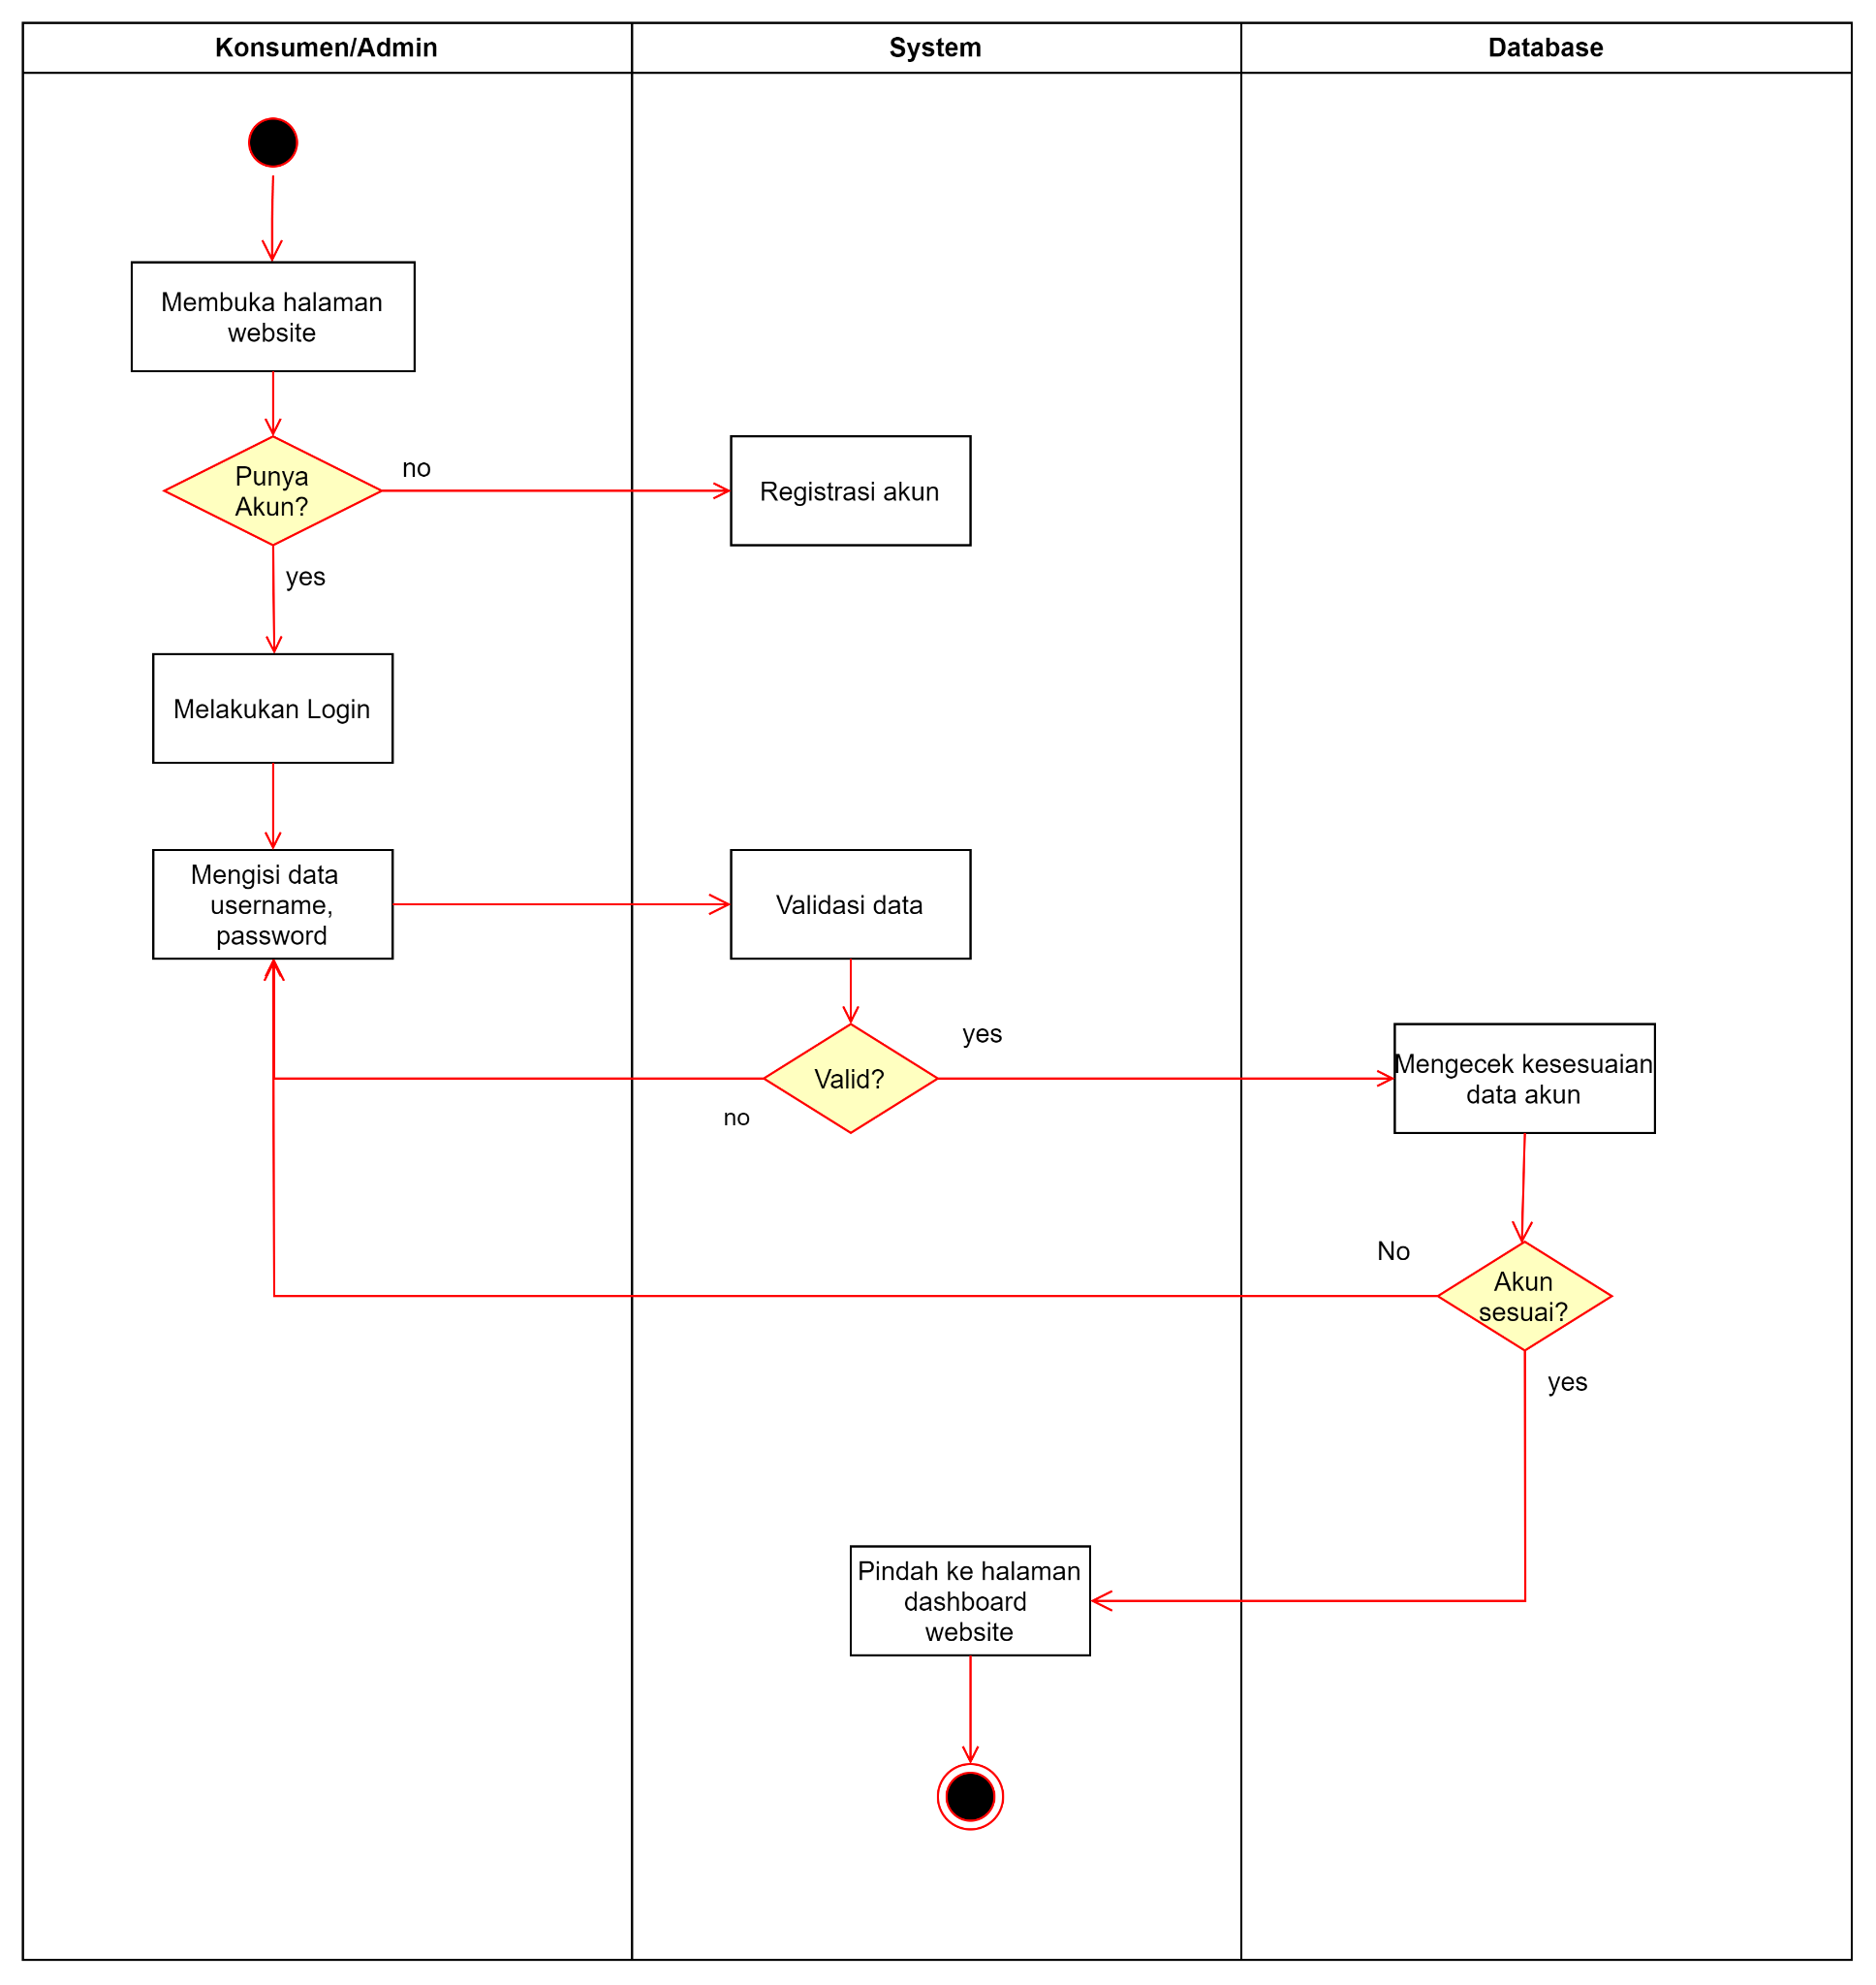 Konsumen/Admin
System
Database
Membuka halaman
website
Punya
Akun?
no
Registrasi akun
yes
Melakukan Login
Mengisi data
username,
password
Validasi data
Valid?
yes
no
Mengecek kesesuaian
data akun
No
Akun
sesuai?
yes
Pindah ke halaman
dashboard
website